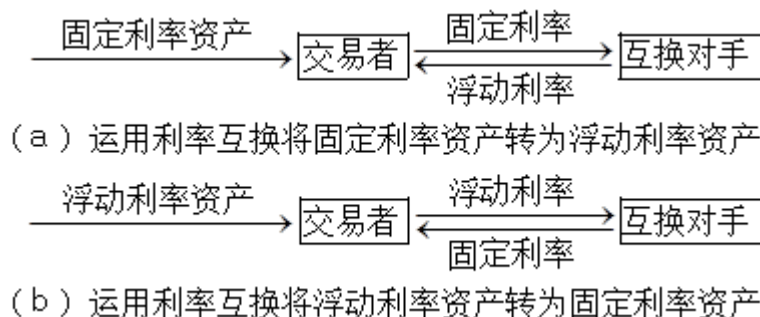 固定利率资产
交易者
固定利率
浮动利率
互换对手
(a) 运用利率互换将固定利率资产转为浮动利率资产
浮动利率资产
交易者
浮动利率
固定利率
互换对手
(b) 运用利率互换将浮动利率资产转为固定利率资产